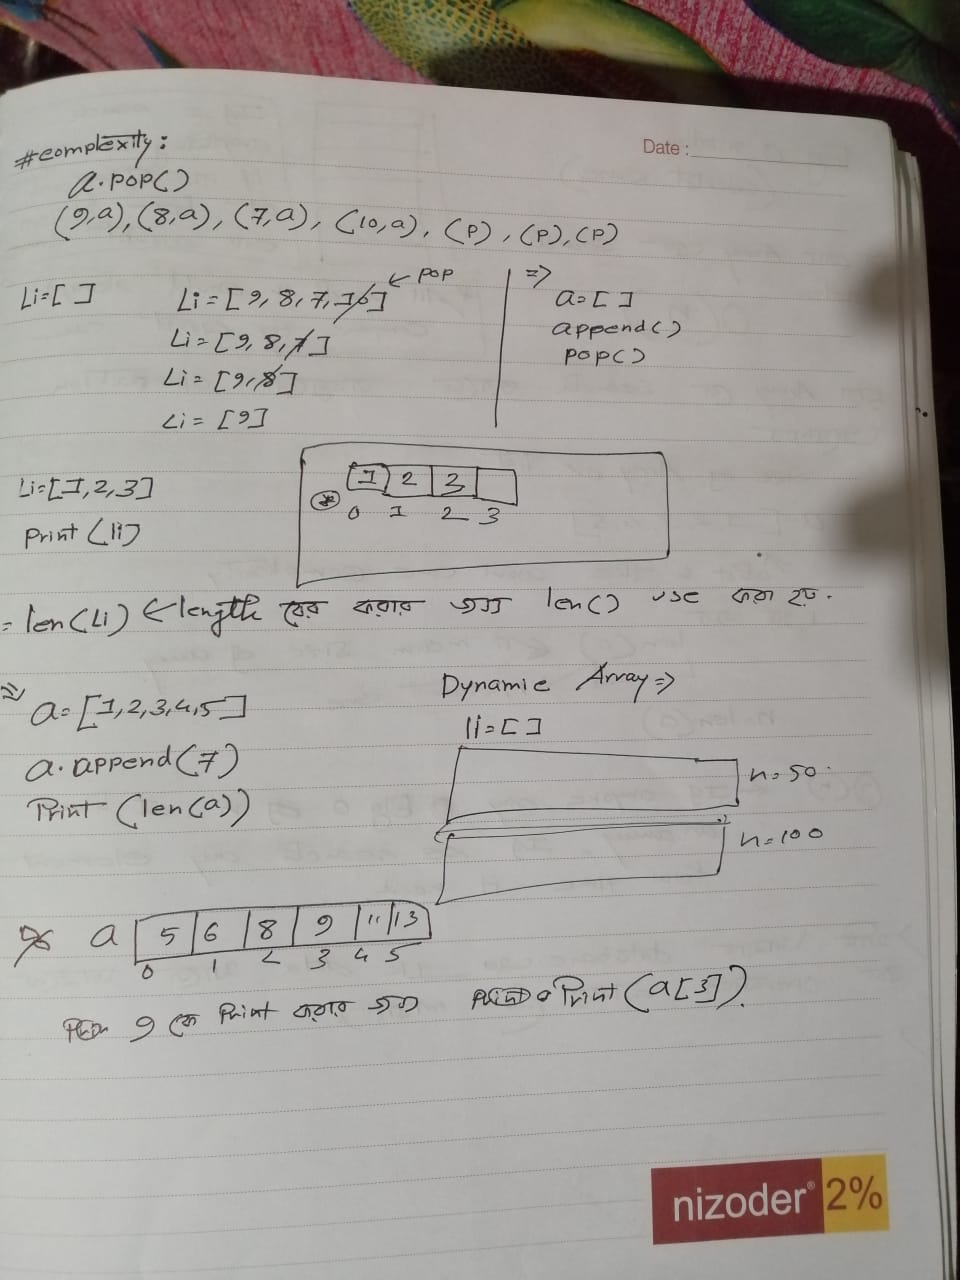 #complexity:
Date:
a.pop()
(9,a), (8,a), (7,a), (10,a), (P), (P), (P)
Li=[ ]
Li=[9,8,7,10] ← pop
Li=[9,8,7]
Li=[9,8]
Li=[9]
=>
a=[ ]
append()
pop()
Li=[1,2,3]
Print (li)
1 2 3
0 1 2 3
= len(Li) ← length বের করার জন্য len() use করা হয়.
a=[1,2,3,4,5]
a.append(7)
Print (len(a))
Dynamic Array =>
li=[ ]
n=50
n=100
a 5 6 8 9 11 13
0 1 2 3 4 5
9 কে Print করার জন্য Print (a[3]).
nizoder 2%